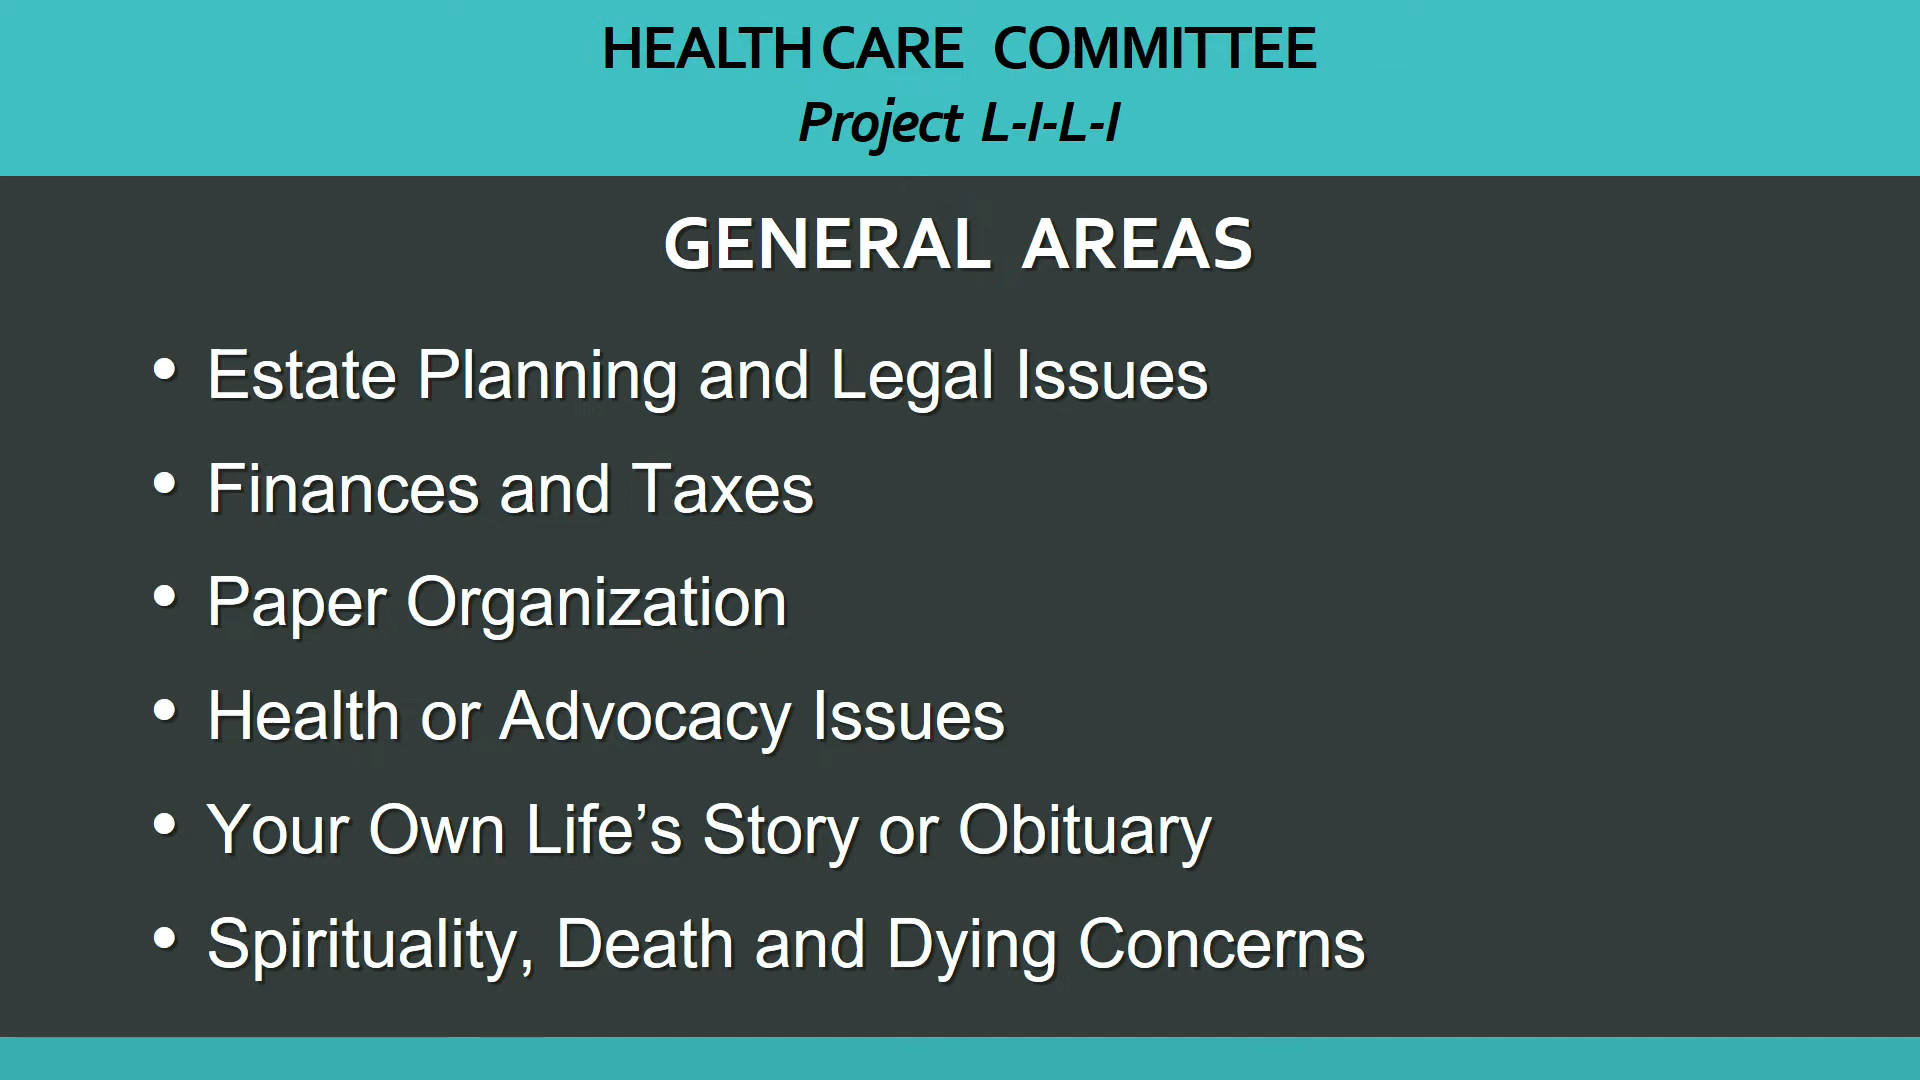 HEALTH CARE COMMITTEE
Project L-I-L-I
GENERAL AREAS
• Estate Planning and Legal Issues
• Finances and Taxes
• Paper Organization
• Health or Advocacy Issues
• Your Own Life’s Story or Obituary
• Spirituality, Death and Dying Concerns